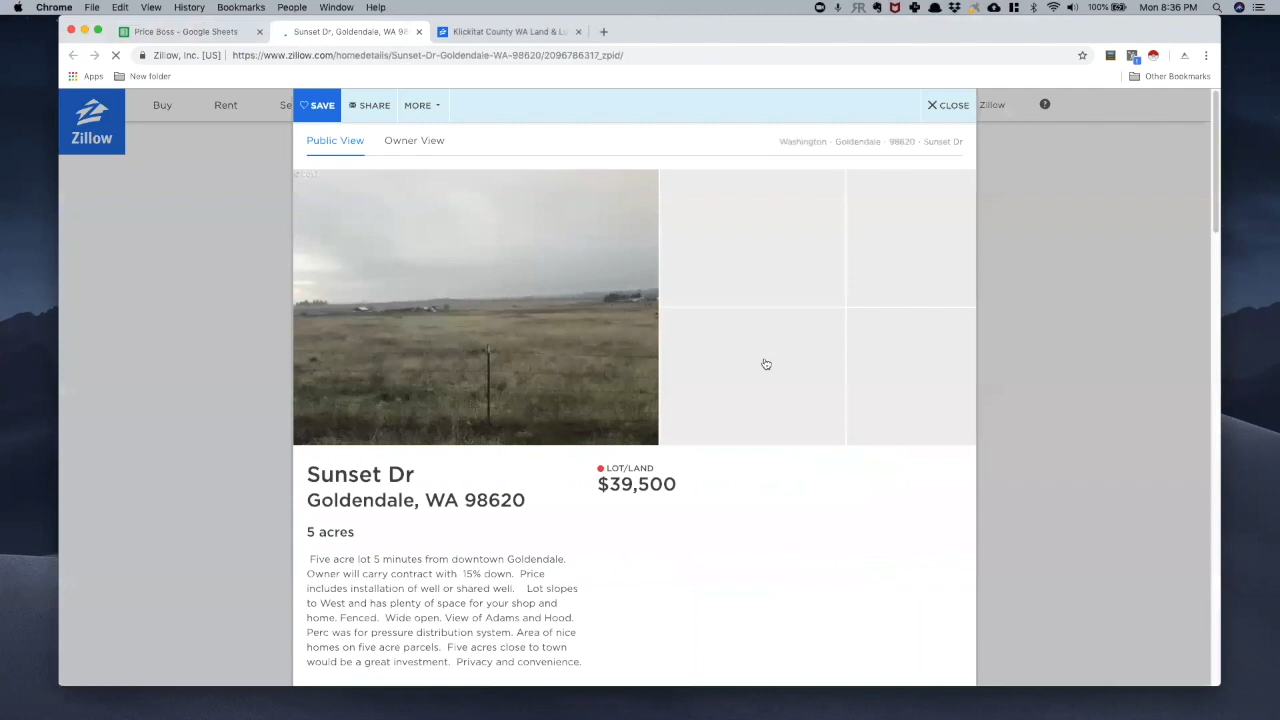 Chrome File Edit View History Bookmarks People Window Help 100% Mon 8:36 PM
Price Boss - Google Sheets Sunset Dr, Goldendale, WA 98 Klickitat County WA Land & Lo
Zillow, Inc. [US] https://www.zillow.com/homedetails/Sunset-Dr-Goldendale-WA-98620/2096786317_zpid/
Apps New folder Other Bookmarks
Zillow Buy Rent Se SAVE SHARE MORE CLOSE Zillow
Public View Owner View Washington · Goldendale · 98620 · Sunset Dr
Sunset Dr
Goldendale, WA 98620
LOT/LAND
$39,500
5 acres
Five acre lot 5 minutes from downtown Goldendale.
Owner will carry contract with 15% down. Price
includes installation of well or shared well. Lot slopes
to West and has plenty of space for your shop and
home. Fenced. Wide open. View of Adams and Hood.
Perc was for pressure distribution system. Area of nice
homes on five acre parcels. Five acres close to town
would be a great investment. Privacy and convenience.